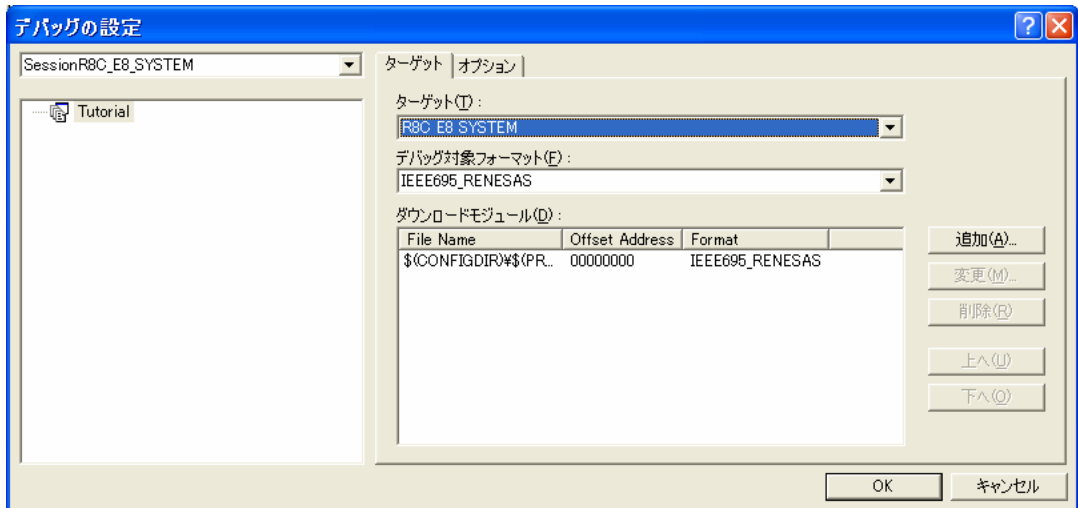 デバッグの設定
SessionR8C_E8_SYSTEM
Tutorial
ターゲット オプション
ターゲット(T) :
R8C E8 SYSTEM
デバッグ対象フォーマット(F) :
IEEE695_RENESAS
ダウンロードモジュール(D) :
File Name Offset Address Format
$(CONFIGDIR)¥$(PR... 00000000 IEEE695_RENESAS
追加(A)...
変更(M)...
削除(R)
上へ(U)
下へ(O)
OK キャンセル